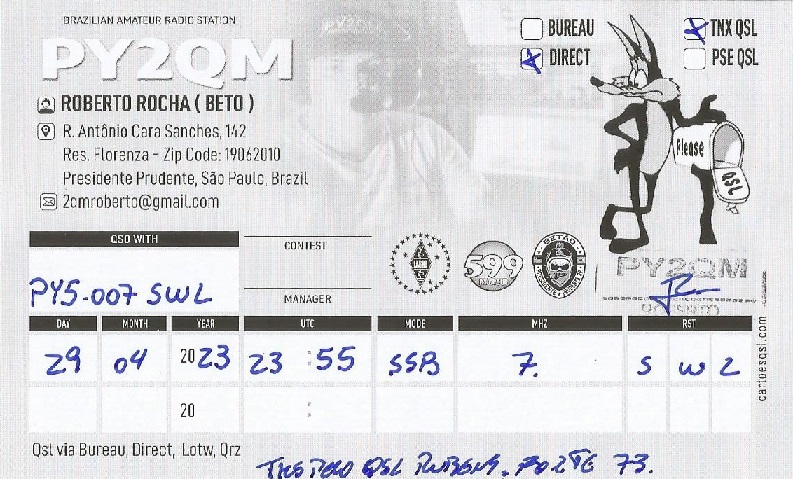 BRAZILIAN AMATEUR RADIO STATION
PY2QM
ROBERTO ROCHA ( BETO )
R. Antônio Cara Sanches, 142
Res. Florenza - Zip Code: 19062010
Presidente Prudente, São Paulo, Brazil
2cmroberto@gmail.com
BUREAU
DIRECT
TNX QSL
PSE QSL
Please
QSL
QSO WITH
PY5-007 SWL
CONTEST
MANAGER
599
PY2QM
DAY MONTH YEAR UTC MODE MHZ RST
29 04 2023 23 : 55 SSB 7. S W L
20 :
cartoesqsl.com
Qsl via Bureau, Direct, Lotw, Qrz
QSL 73.